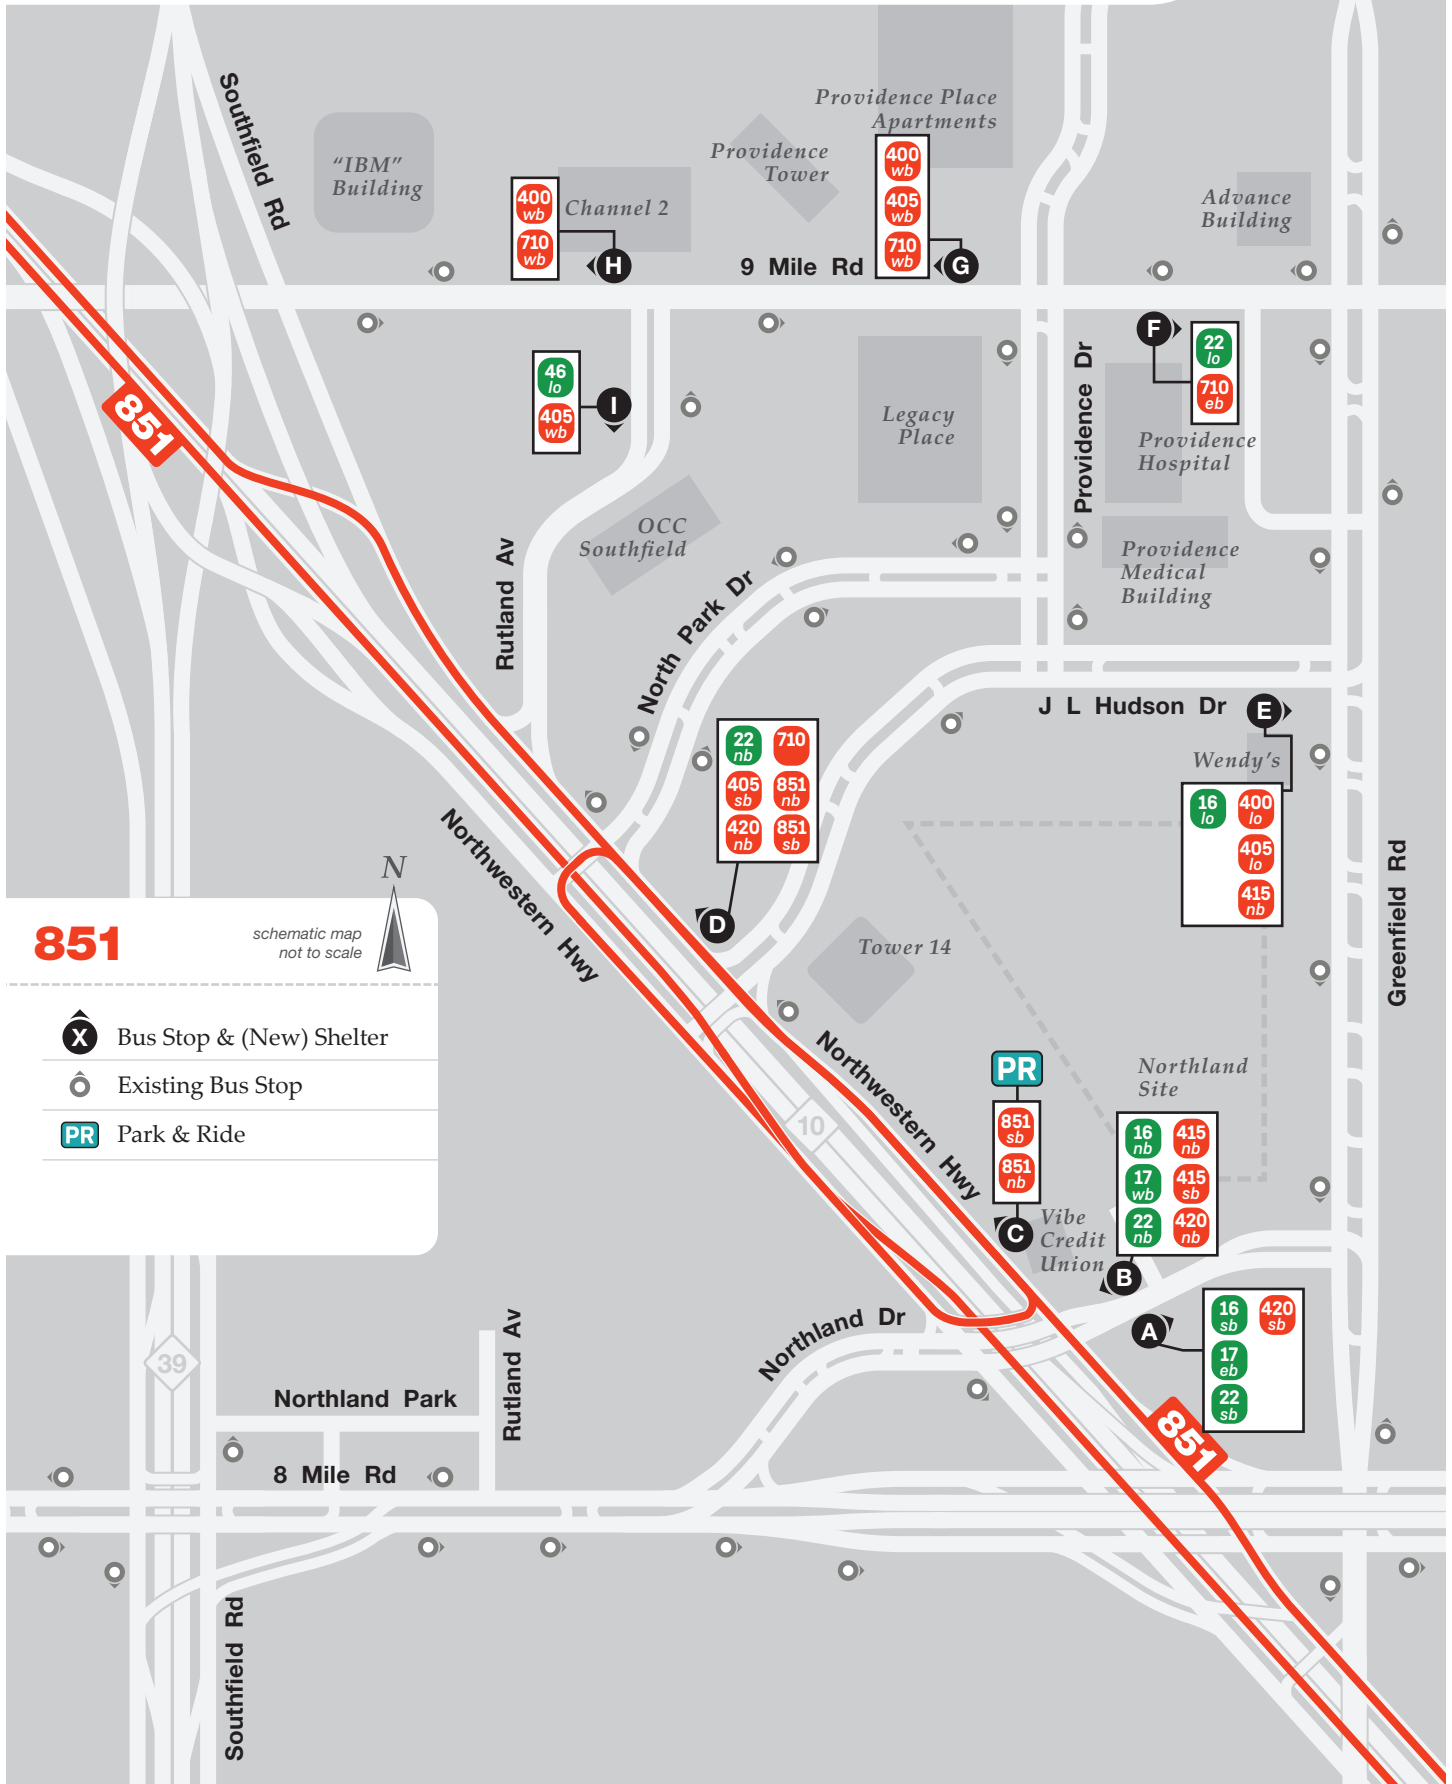 Southfield Rd
"IBM"
Building
400
wb
710
wb
Channel 2
H
Providence
Tower
Providence Place
Apartments
400
wb
405
wb
710
wb
G
9 Mile Rd
Advance
Building
F
22
lo
710
eb
Providence
Hospital
Providence Dr
Legacy
Place
46
lo
405
wb
I
851
OCC
Southfield
Rutland Av
North Park Dr
Providence
Medical
Building
J L Hudson Dr
E
Wendy's
16
lo
400
lo
405
lo
415
nb
22
nb
710
405
sb
851
nb
420
nb
851
sb
D
Northwestern Hwy
Greenfield Rd
Tower 14
N
851
schematic map
not to scale
X
Bus Stop & (New) Shelter
Existing Bus Stop
PR
Park & Ride
10
Northwestern Hwy
PR
851
sb
851
nb
C
Vibe
Credit
Union
Northland
Site
16
nb
415
nb
17
wb
415
sb
22
nb
420
nb
B
A
16
sb
420
sb
17
eb
22
sb
Northland Dr
Rutland Av
39
Northland Park
851
8 Mile Rd
Southfield Rd